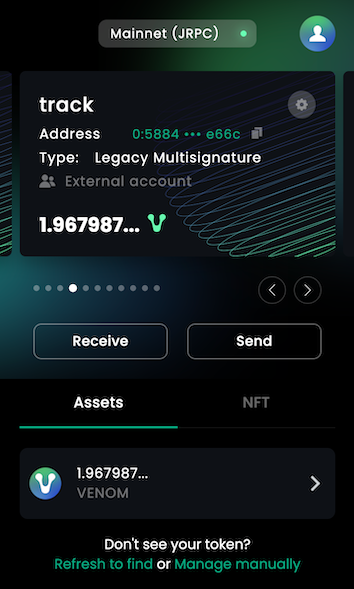 Mainnet (JRPC)
track
Address 0:5884 ••• e66c
Type: Legacy Multisignature
External account
1.967987...
Receive Send
Assets NFT
1.967987...
VENOM
Don't see your token?
Refresh to find or Manage manually